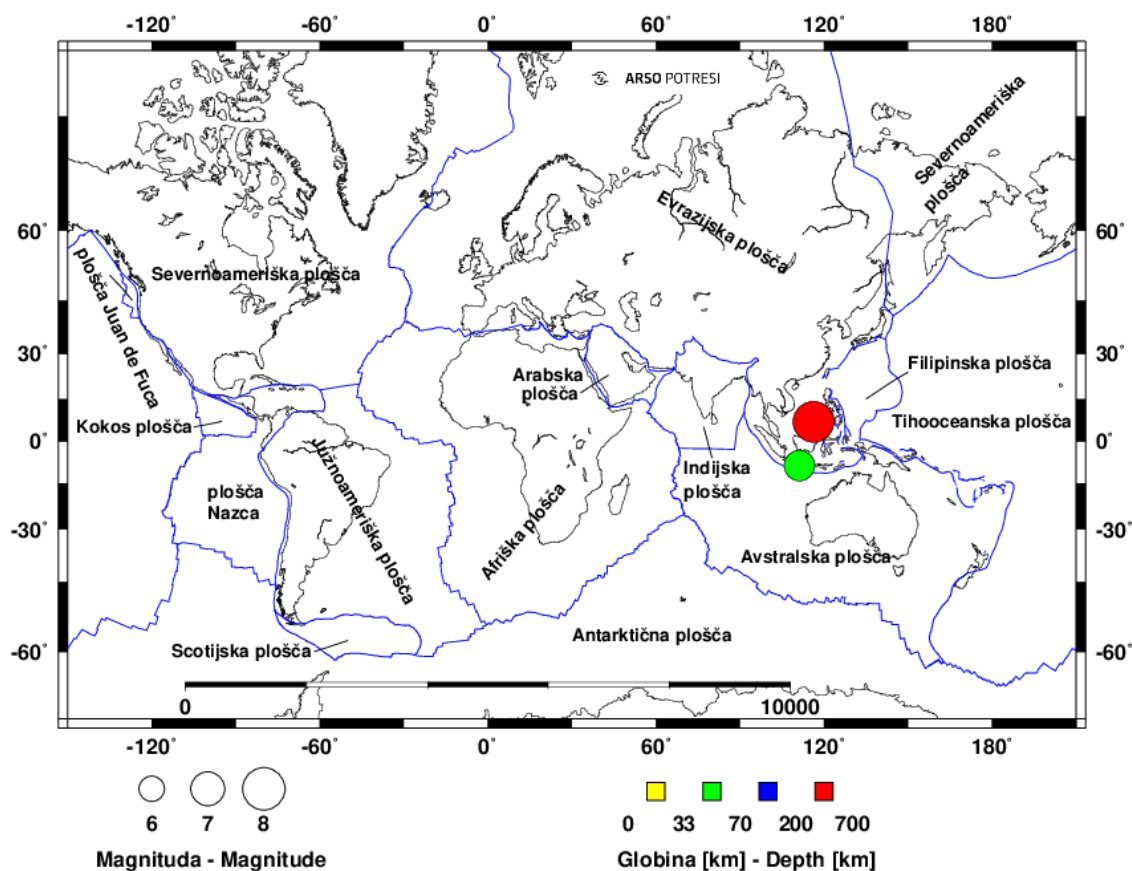 -120° -60° 0° 60° 120° 180°
ARSO POTRESI
Severnoameriška
plošča
60° 60°
Evrazijska plošča
Severnoameriška plošča
plošča Juan de Fuca
30° 30°
Filipinska plošča
Arabska
plošča
Kokos plošča
Tihooceanska plošča
0° 0°
Južnoameriška plošča
Indijska
plošča
plošča
Nazca
Afriška plošča
-30° -30°
Avstralska plošča
Antarktična plošča
Scotijska plošča
-60° -60°
0 10000
-120° -60° 0° 60° 120° 180°
6 7 8
0 33 70 200 700
Magnituda - Magnitude
Globina [km] - Depth [km]